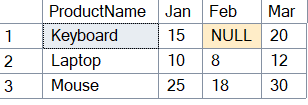 ProductName Jan Feb Mar
1 Keyboard 15 NULL 20
2 Laptop 10 8 12
3 Mouse 25 18 30